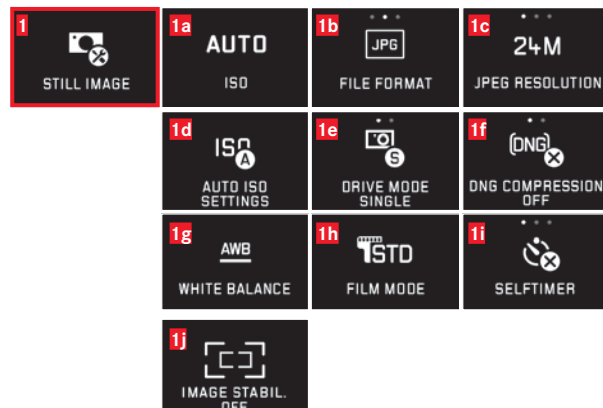 1
STILL IMAGE
1a
AUTO
ISO
1b
JPG
FILE FORMAT
1c
24M
JPEG RESOLUTION
1d
ISO
A
AUTO ISO
SETTINGS
1e
S
DRIVE MODE
SINGLE
1f
(DNG)
DNG COMPRESSION
OFF
1g
AWB
WHITE BALANCE
1h
STD
FILM MODE
1i
SELFTIMER
1j
IMAGE STABIL.
OFF